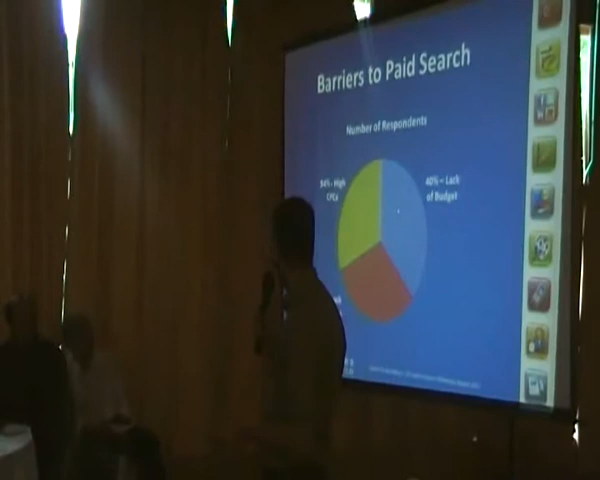 Barriers to Paid Search
Number of Respondents
34% - High
CPCs
40% – Lack
of Budget